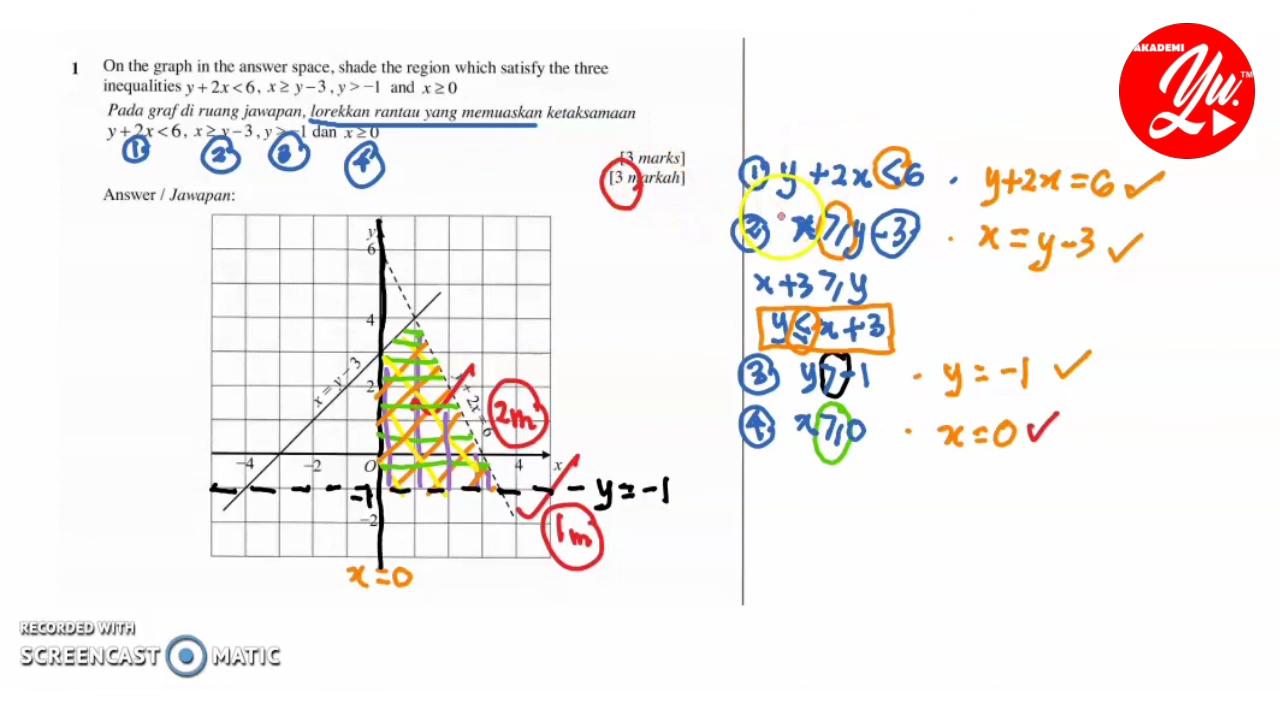 AKADEMI
Yu.
TM
1 On the graph in the answer space, shade the region which satisfy the three
inequalities y + 2x < 6, x ≥ y − 3, y > −1 and x ≥ 0
Pada graf di ruang jawapan, lorekkan rantau yang memuaskan ketaksamaan
y + 2x < 6, x ≥ y − 3, y > −1 dan x ≥ 0
① ② ③ ④
[3 marks]
[3 markah]
Answer / Jawapan:
y
6
4
2
x = y − 3
y + 2x = 6
−4 −2 O 4 x
−1
−2
y = −1
x = 0
2m
1m
① y + 2x < 6 · y + 2x = 6 ✓
② x ≥ y − 3 · x = y − 3 ✓
x + 3 ≥ y
y ≤ x + 3
③ y > −1 · y = −1 ✓
④ x ≥ 0 · x = 0 ✓
RECORDED WITH
SCREENCAST MATIC